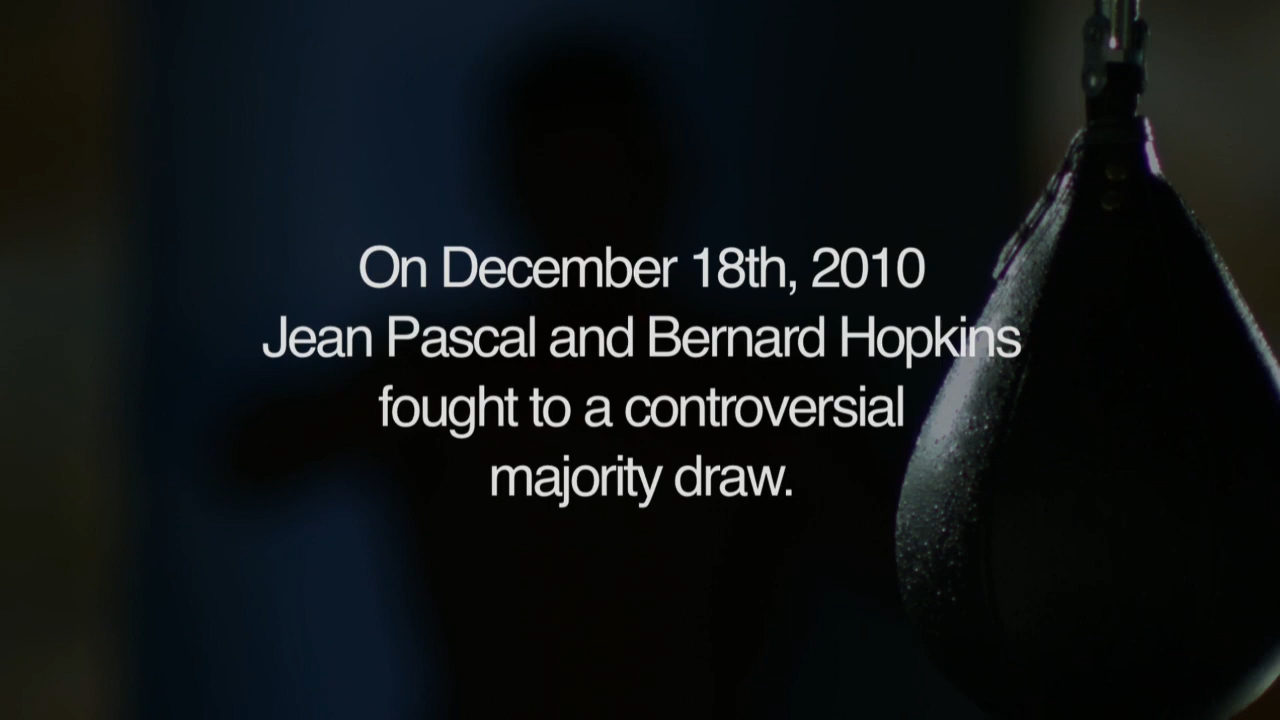 On December 18th, 2010
Jean Pascal and Bernard Hopkins
fought to a controversial
majority draw.